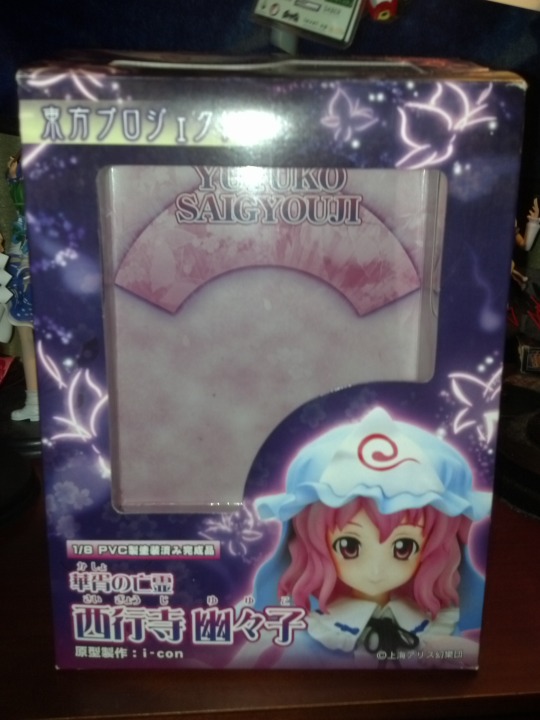 東方プロジェク
YUYUKO
SAIGYOUJI
1/8 PVC製塗装済み完成品
かしょ
華胥の亡霊
さいぎょうじ ゆゆこ
西行寺 幽々子
原型製作：i-con
©上海アリス幻樂団